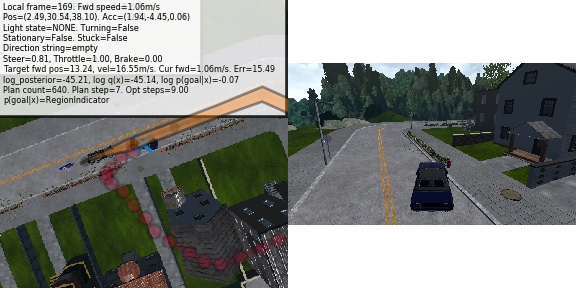 Local frame=169. Fwd speed=1.06m/s
Pos=(2.49,30.54,38.10). Acc=(1.94,-4.45,0.06)
Light state=NONE. Turning=False
Stationary=False. Stuck=False
Direction string=empty
Steer=0.81, Throttle=1.00, Brake=0.00
Target fwd pos=13.24, vel=16.55m/s. Cur fwd=1.06m/s. Err=15.49
log_posterior=-45.21, log q(x)=-45.14, log p(goal|x)=-0.07
Plan count=640. Plan step=7. Opt steps=9.00
p(goal|x)=RegionIndicator